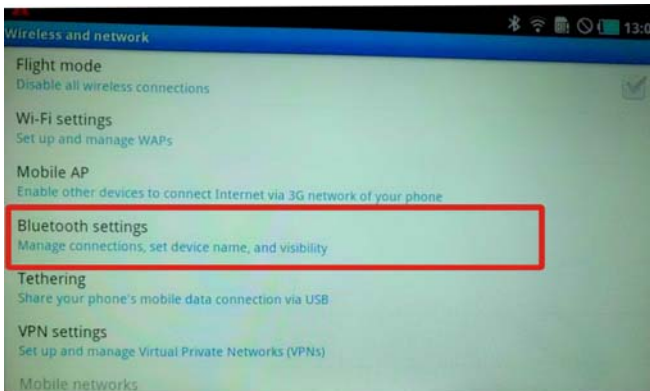 13:0
Wireless and network
Flight mode
Disable all wireless connections
Wi-Fi settings
Set up and manage WAPs
Mobile AP
Enable other devices to connect Internet via 3G network of your phone
Bluetooth settings
Manage connections, set device name, and visibility
Tethering
Share your phone's mobile data connection via USB
VPN settings
Set up and manage Virtual Private Networks (VPNs)
Mobile networks